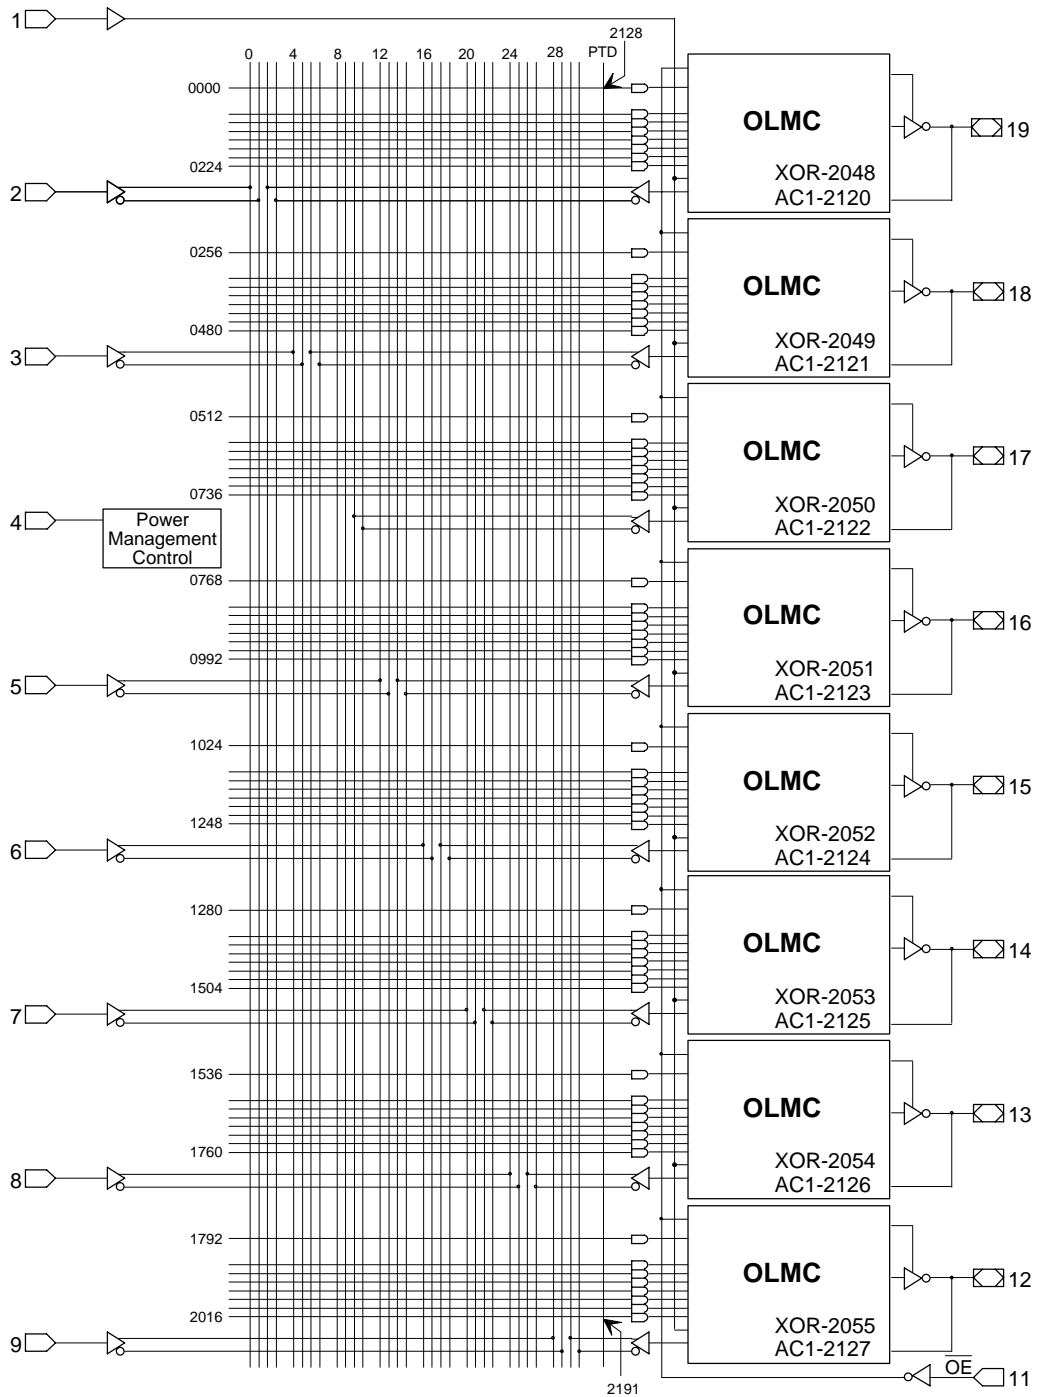 1
2128
0 4 8 12 16 20 24 28 PTD
0000
OLMC
19
0224
XOR-2048
AC1-2120
2
0256
OLMC
18
0480
XOR-2049
AC1-2121
3
0512
OLMC
17
0736
XOR-2050
AC1-2122
4
Power
Management
Control
0768
OLMC
16
0992
XOR-2051
AC1-2123
5
1024
OLMC
15
1248
XOR-2052
AC1-2124
6
1280
OLMC
14
1504
XOR-2053
AC1-2125
7
1536
OLMC
13
1760
XOR-2054
AC1-2126
8
1792
OLMC
12
2016
XOR-2055
AC1-2127
9
OE
11
2191